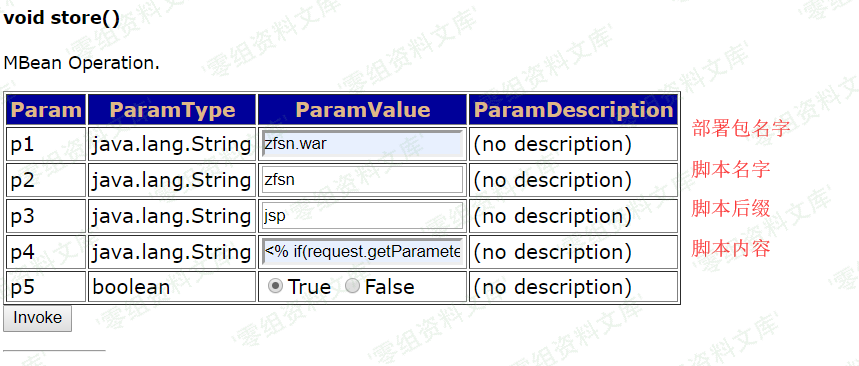 void store()
MBean Operation.
Param ParamType ParamValue ParamDescription
p1 java.lang.String zfsn.war (no description) 部署包名字
p2 java.lang.String zfsn (no description) 脚本名字
p3 java.lang.String jsp (no description) 脚本后缀
p4 java.lang.String <% if(request.getParamete (no description) 脚本内容
p5 boolean True False (no description)
Invoke
'零组资料文库'